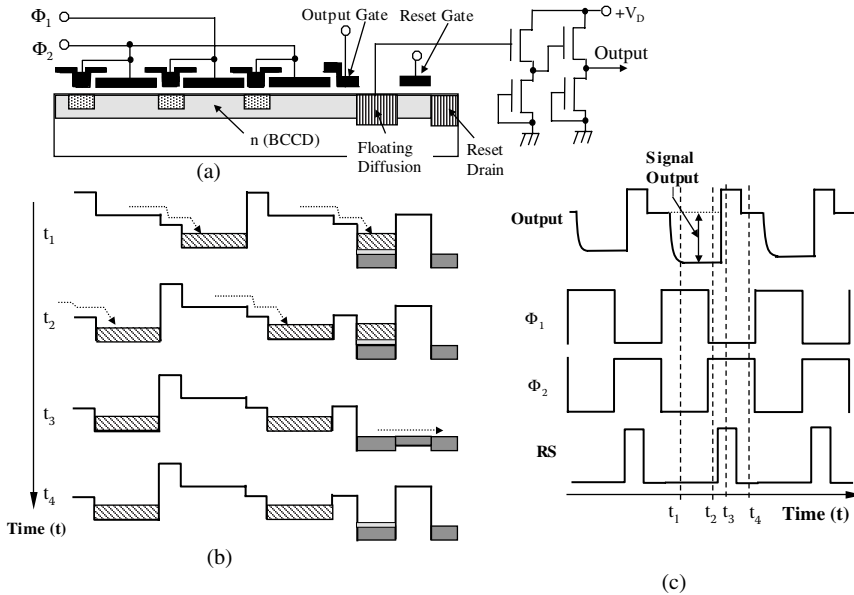 Φ1
Φ2
Output Gate
Reset Gate
+VD
Output
n (BCCD)
Floating Diffusion
Reset Drain
(a)
t1
t2
t3
t4
Time (t)
(b)
Signal Output
Output
Φ1
Φ2
RS
t1 t2 t3 t4 Time (t)
(c)